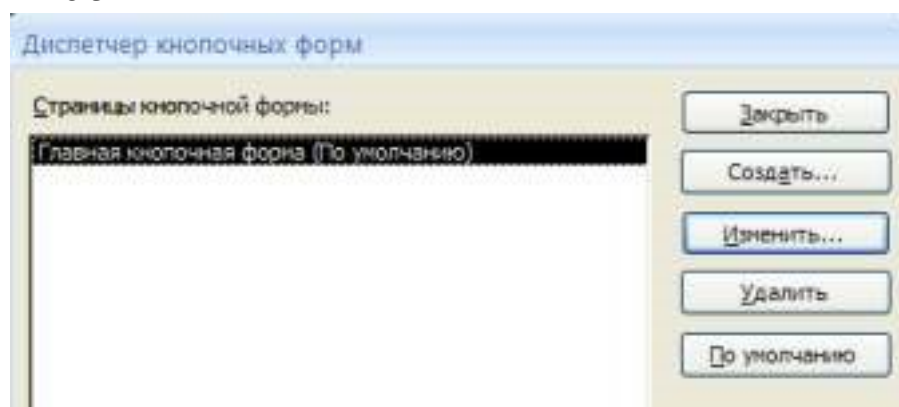 Диспетчер кнопочных форм
Страницы кнопочной формы:
Главная кнопочная форма (По умолчанию)
Закрыть
Создать...
Изменить...
Удалить
По умолчанию